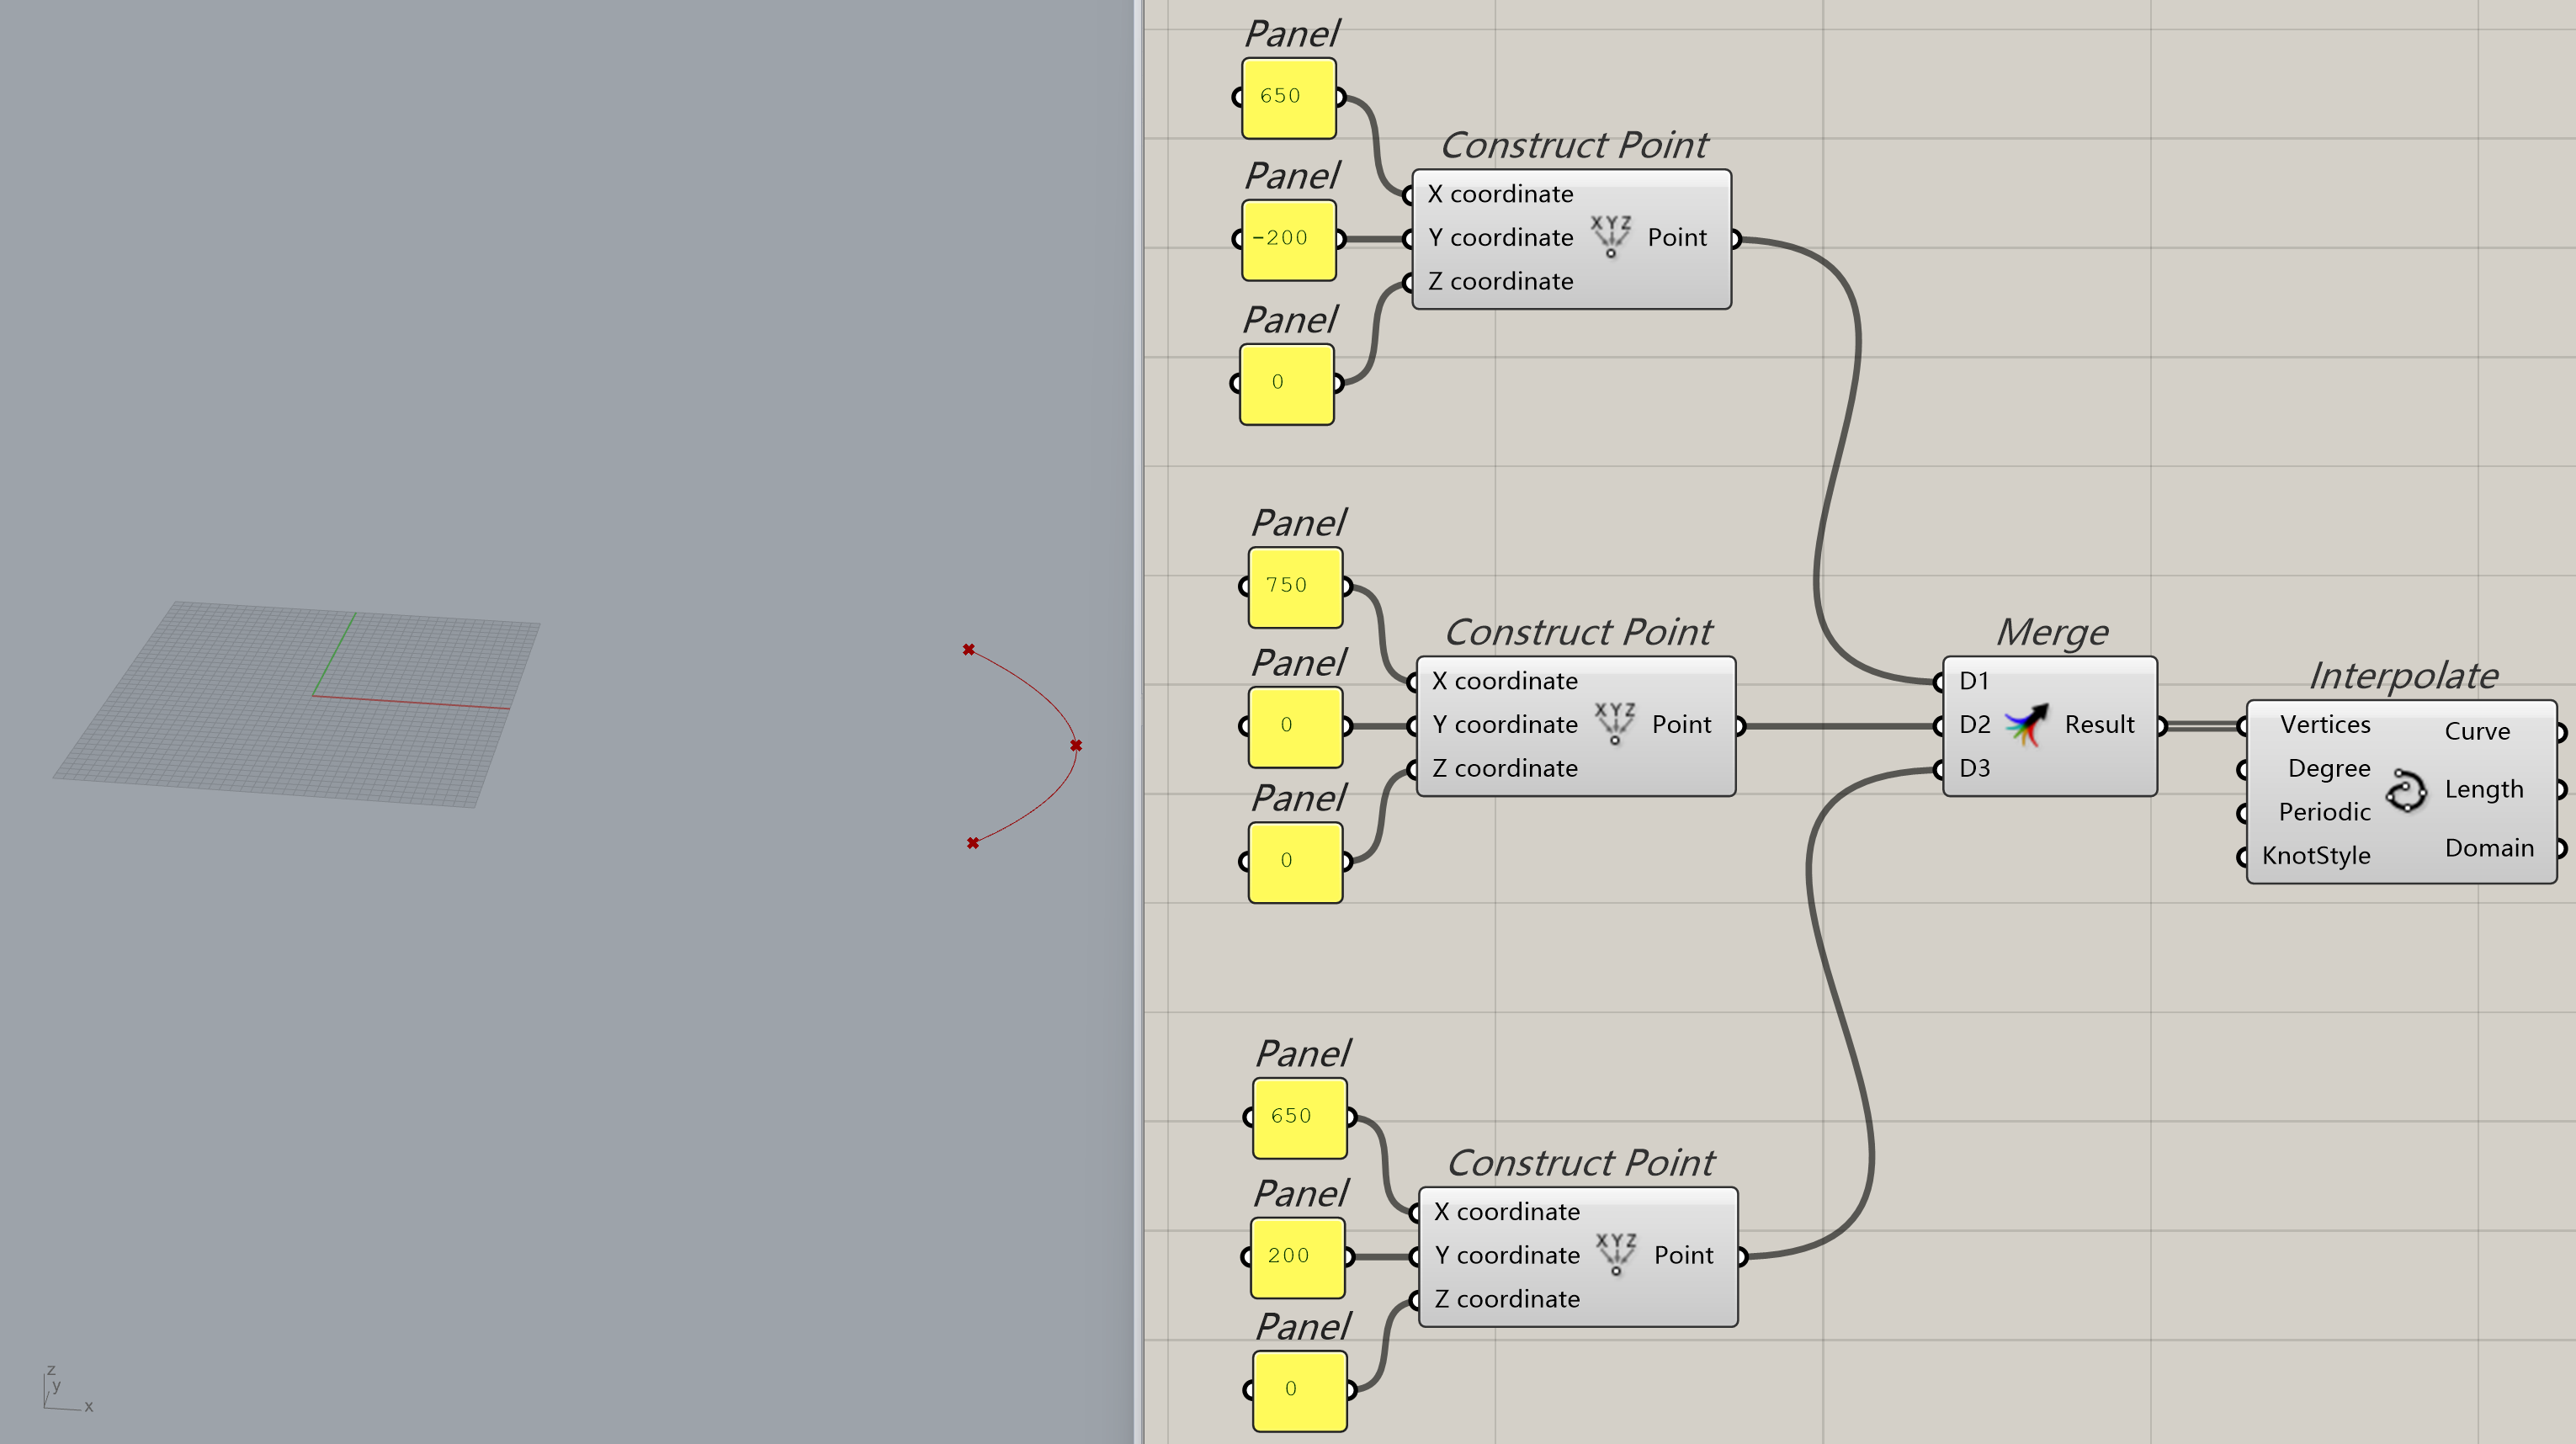 Panel
650
Panel
-200
Panel
0
Construct Point
X coordinate
Y coordinate
Z coordinate
XYZ
Point
Panel
750
Panel
0
Panel
0
Construct Point
X coordinate
Y coordinate
Z coordinate
XYZ
Point
Panel
650
Panel
200
Panel
0
Construct Point
X coordinate
Y coordinate
Z coordinate
XYZ
Point
Merge
D1
D2
D3
Result
Interpolate
Vertices
Degree
Periodic
KnotStyle
Curve
Length
Domain
z
y
x